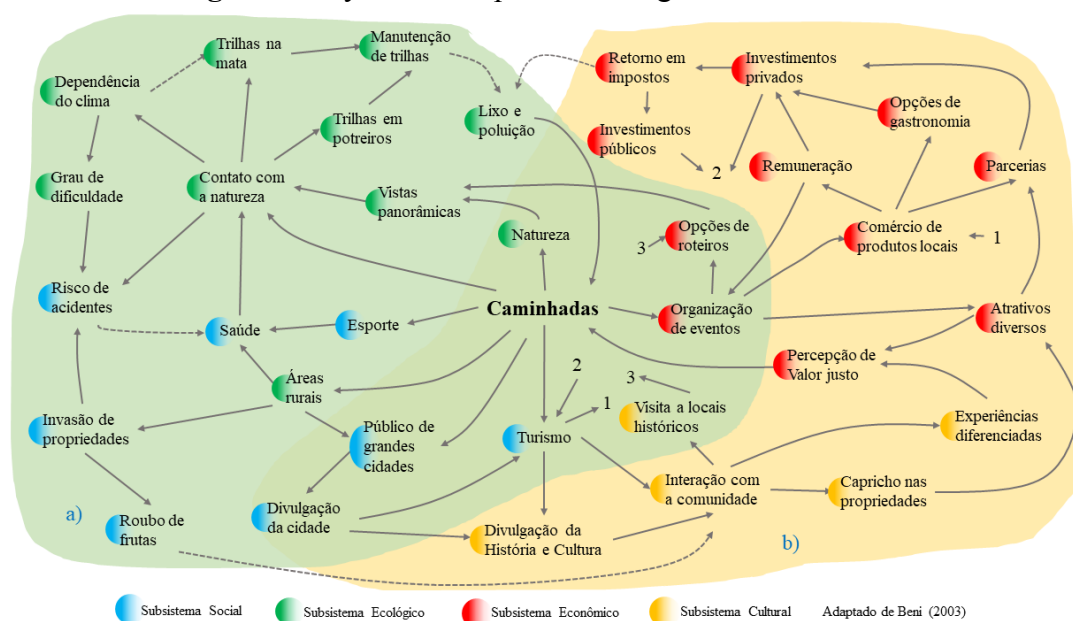 Trilhas na
mata
Manutenção
de trilhas
Dependência
do clima
Trilhas em
potreiros
Lixo e
poluição
Retorno em
impostos
Investimentos
privados
Opções de
gastronomia
Investimentos
públicos
2
Remuneração
Parcerias
Grau de
dificuldade
Contato com
a natureza
Vistas
panorâmicas
Natureza
3
Opções de
roteiros
Comércio de
produtos locais
1
Risco de
acidentes
Saúde
Esporte
Caminhadas
Organização
de eventos
Atrativos
diversos
Percepção de
Valor justo
Áreas
rurais
2
3
1
Visita a locais
históricos
Invasão de
propriedades
Público de
grandes
cidades
Turismo
Experiências
diferenciadas
Interação com
a comunidade
Capricho nas
propriedades
a)
Roubo de
frutas
Divulgação
da cidade
Divulgação da
História e Cultura
b)
Subsistema Social
Subsistema Ecológico
Subsistema Econômico
Subsistema Cultural
Adaptado de Beni (2003)